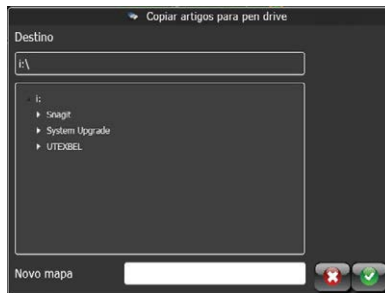 Copiar artigos para pen drive
Destino
i:\
i:
Snagit
System Upgrade
UTEXBEL
Novo mapa